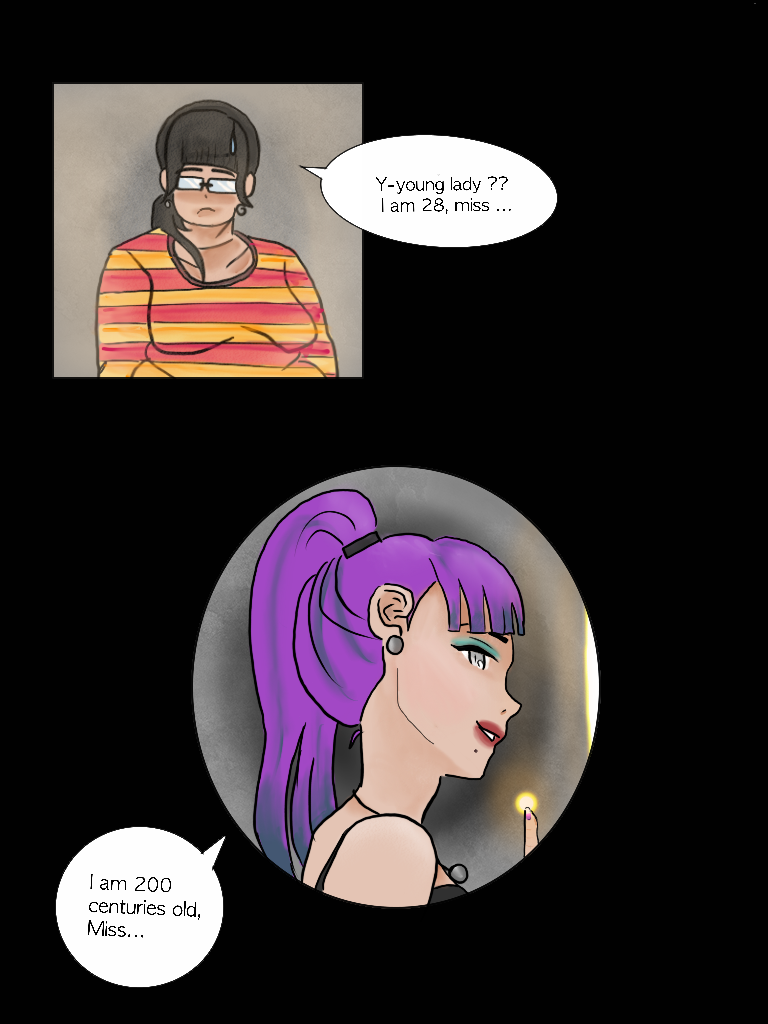 Y-young lady ??
I am 28, miss ...
I am 200
centuries old,
Miss...